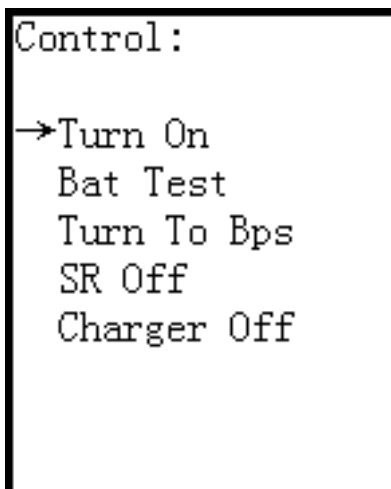 Control:
→Turn On
Bat Test
Turn To Bps
SR Off
Charger Off